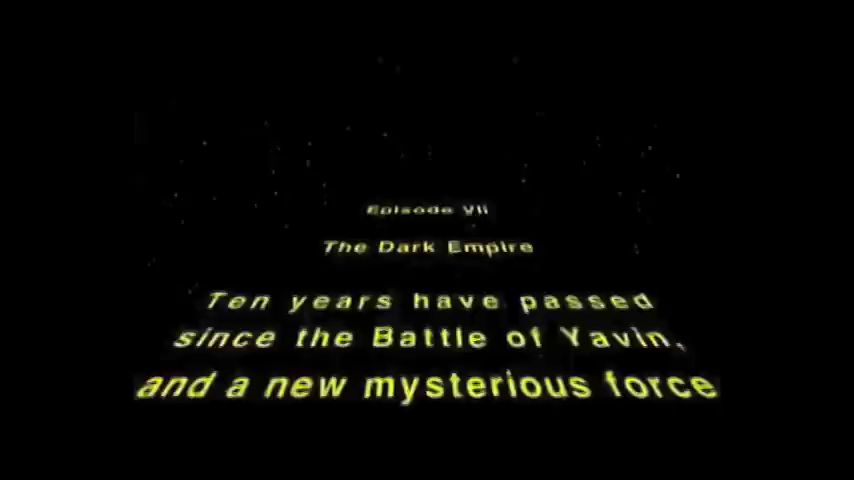 Episode VII
The Dark Empire
Ten years have passed
since the Battle of Yavin,
and a new mysterious force